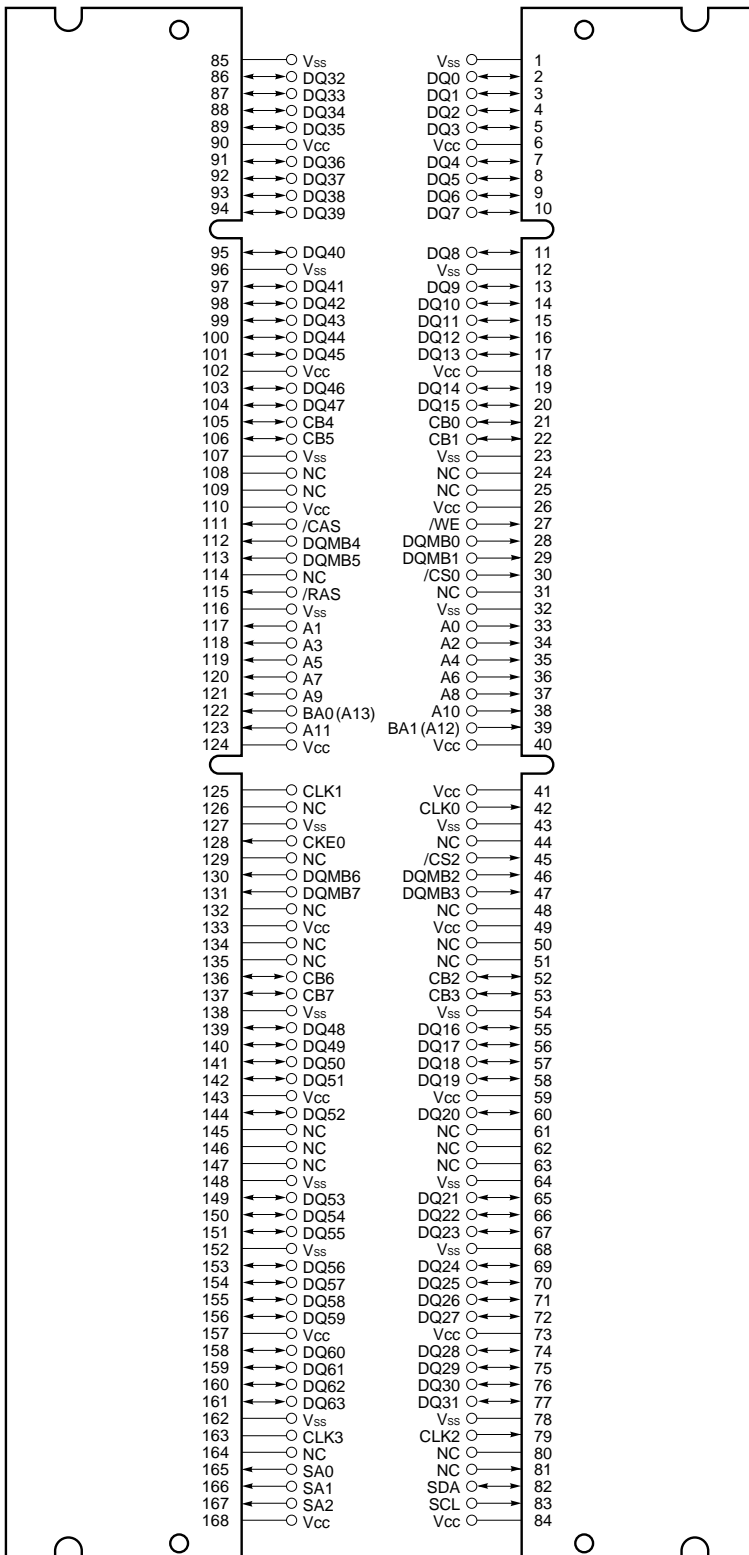 85 Vss Vss 1
86 DQ32 DQ0 2
87 DQ33 DQ1 3
88 DQ34 DQ2 4
89 DQ35 DQ3 5
90 Vcc Vcc 6
91 DQ36 DQ4 7
92 DQ37 DQ5 8
93 DQ38 DQ6 9
94 DQ39 DQ7 10
95 DQ40 DQ8 11
96 Vss Vss 12
97 DQ41 DQ9 13
98 DQ42 DQ10 14
99 DQ43 DQ11 15
100 DQ44 DQ12 16
101 DQ45 DQ13 17
102 Vcc Vcc 18
103 DQ46 DQ14 19
104 DQ47 DQ15 20
105 CB4 CB0 21
106 CB5 CB1 22
107 Vss Vss 23
108 NC NC 24
109 NC NC 25
110 Vcc Vcc 26
111 /CAS /WE 27
112 DQMB4 DQMB0 28
113 DQMB5 DQMB1 29
114 NC /CS0 30
115 /RAS NC 31
116 Vss Vss 32
117 A1 A0 33
118 A3 A2 34
119 A5 A4 35
120 A7 A6 36
121 A9 A8 37
122 BA0 (A13) A10 38
123 A11 BA1 (A12) 39
124 Vcc Vcc 40
125 CLK1 Vcc 41
126 NC CLK0 42
127 Vss Vss 43
128 CKE0 NC 44
129 NC /CS2 45
130 DQMB6 DQMB2 46
131 DQMB7 DQMB3 47
132 NC NC 48
133 Vcc Vcc 49
134 NC NC 50
135 NC NC 51
136 CB6 CB2 52
137 CB7 CB3 53
138 Vss Vss 54
139 DQ48 DQ16 55
140 DQ49 DQ17 56
141 DQ50 DQ18 57
142 DQ51 DQ19 58
143 Vcc Vcc 59
144 DQ52 DQ20 60
145 NC NC 61
146 NC NC 62
147 NC NC 63
148 Vss Vss 64
149 DQ53 DQ21 65
150 DQ54 DQ22 66
151 DQ55 DQ23 67
152 Vss Vss 68
153 DQ56 DQ24 69
154 DQ57 DQ25 70
155 DQ58 DQ26 71
156 DQ59 DQ27 72
157 Vcc Vcc 73
158 DQ60 DQ28 74
159 DQ61 DQ29 75
160 DQ62 DQ30 76
161 DQ63 DQ31 77
162 Vss Vss 78
163 CLK3 CLK2 79
164 NC NC 80
165 SA0 NC 81
166 SA1 SDA 82
167 SA2 SCL 83
168 Vcc Vcc 84